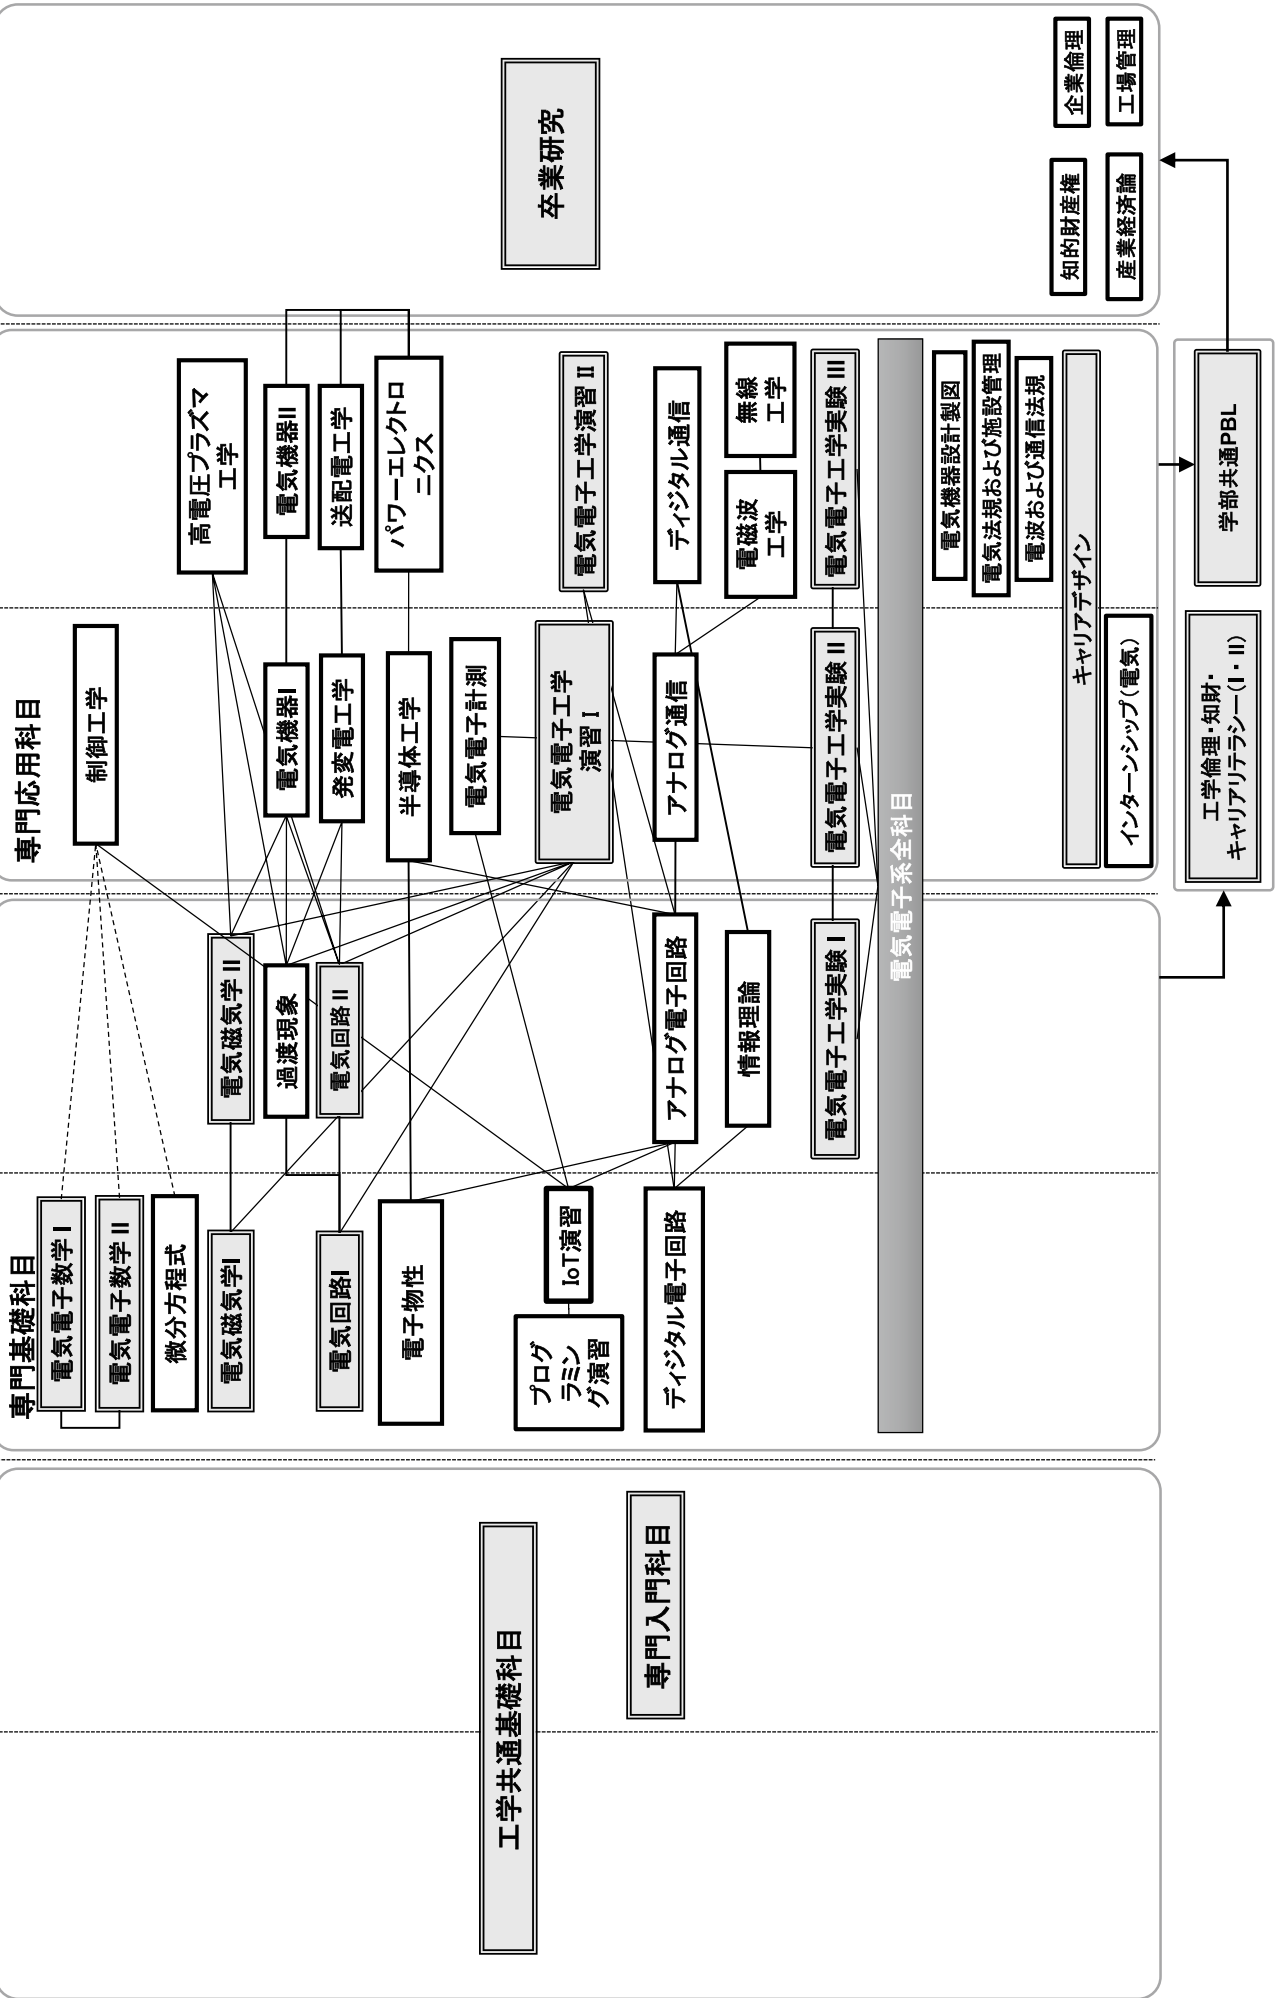 工学共通基礎科目
専門入門科目
専門基礎科目
電気電子数学 I
電気電子数学 II
微分方程式
電気磁気学I
電気回路I
電子物性
プログ
ラミン
グ演習
IoT演習
ディジタル電子回路
電気磁気学 II
過渡現象
電気回路 II
アナログ電子回路
情報理論
電気電子工学実験 I
専門応用科目
制御工学
電気機器I
発変電工学
半導体工学
電気電子計測
電気電子工学
演習 I
アナログ通信
電気電子工学実験 II
高電圧プラズマ
工学
電気機器II
送配電工学
パワーエレクトロ
ニクス
電気電子工学演習 II
ディジタル通信
電磁波
工学
無線
工学
電気電子工学実験 III
電気電子系全科目
電気機器設計製図
電気法規および施設管理
電波および通信法規
キャリアデザイン
インターンシップ(電気)
工学倫理・知財・
キャリアリテラシー(I・II)
学部共通PBL
卒業研究
知的財産権
企業倫理
産業経済論
工場管理